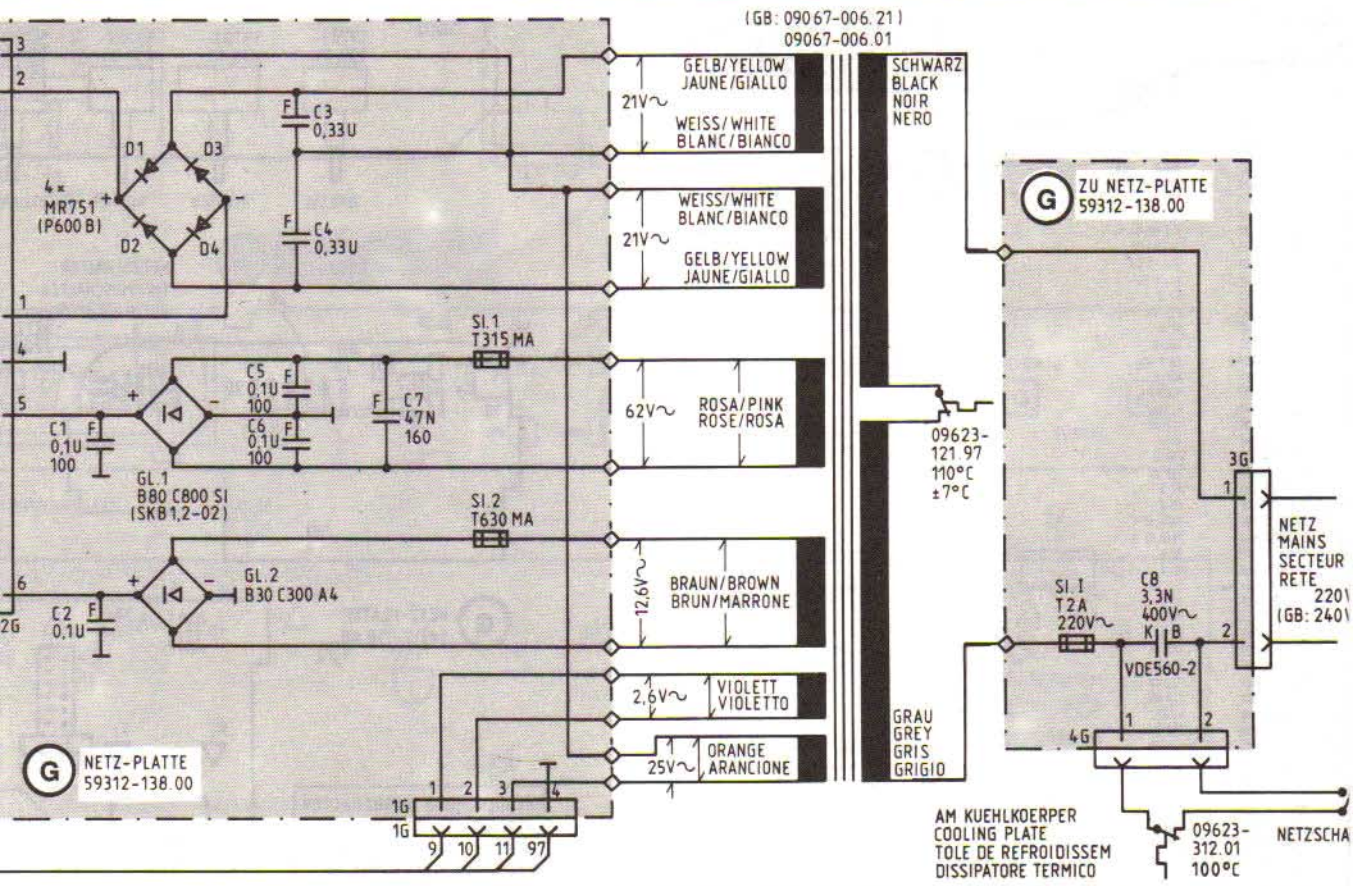 (GB: 09067-006.21)
09067-006.01
3
2
1
4
5
6
2G
D1
D3
D2
D4
+
-
4×
MR751
(P600B)
F
C3
0,33U
F
C4
0,33U
GELB/YELLOW
JAUNE/GIALLO
21V~
WEISS/WHITE
BLANC/BIANCO
WEISS/WHITE
BLANC/BIANCO
21V~
GELB/YELLOW
JAUNE/GIALLO
SCHWARZ
BLACK
NOIR
NERO
G
ZU NETZ-PLATTE
59312-138.00
SI.1
T315 MA
C5
0,1U
100
F
C6
0,1U
100
F
F
C7
47N
160
C1
0,1U
100
F
+
-
GL.1
B80 C800 SI
(SKB1,2-02)
62V~
ROSA/PINK
ROSE/ROSA
09623-
121.97
110°C
±7°C
SI.2
T630 MA
+
-
GL.2
B30 C300 A4
C2
0,1U
F
12,6V~
BRAUN/BROWN
BRUN/MARRONE
2,6V~
VIOLETT
VIOLETTO
25V~
ORANGE
ARANCIONE
GRAU
GREY
GRIS
GRIGIO
3G
1
2
NETZ
MAINS
SECTEUR
RETE
220V
(GB: 240V
SI.I
T2A
220V~
C8
3,3N
400V~
K
B
VDE560-2
4G
1
2
G
NETZ-PLATTE
59312-138.00
1G
1
2
3
4
1G
9
10
11
97
AM KUEHLKOERPER
COOLING PLATE
TOLE DE REFROIDISSEM
DISSIPATORE TERMICO
09623-
312.01
100°C
NETZSCHA